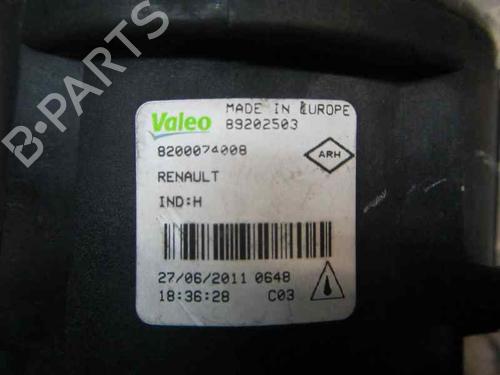 B-PARTS
Valeo
MADE IN EUROPE
89202503
8200074008
ARH
RENAULT
IND:H
27/06/2011 0648
18:36:28 C03